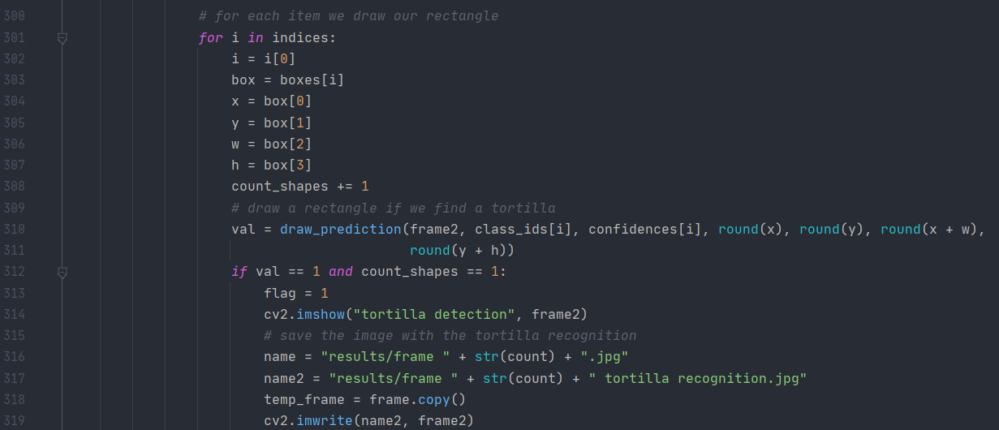 300 # for each item we draw our rectangle
301 for i in indices:
302 i = i[0]
303 box = boxes[i]
304 x = box[0]
305 y = box[1]
306 w = box[2]
307 h = box[3]
308 count_shapes += 1
309 # draw a rectangle if we find a tortilla
310 val = draw_prediction(frame2, class_ids[i], confidences[i], round(x), round(y), round(x + w),
311 round(y + h))
312 if val == 1 and count_shapes == 1:
313 flag = 1
314 cv2.imshow("tortilla detection", frame2)
315 # save the image with the tortilla recognition
316 name = "results/frame " + str(count) + ".jpg"
317 name2 = "results/frame " + str(count) + " tortilla recognition.jpg"
318 temp_frame = frame.copy()
319 cv2.imwrite(name2, frame2)